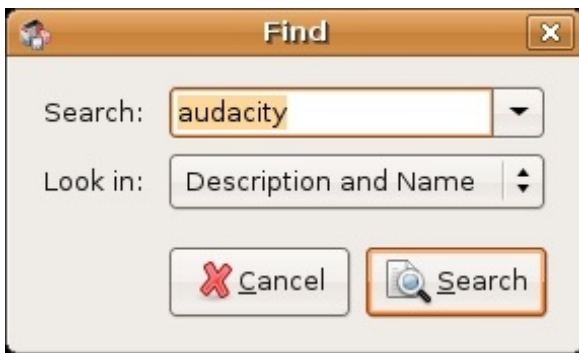 Find
Search: audacity
Look in: Description and Name
Cancel Search